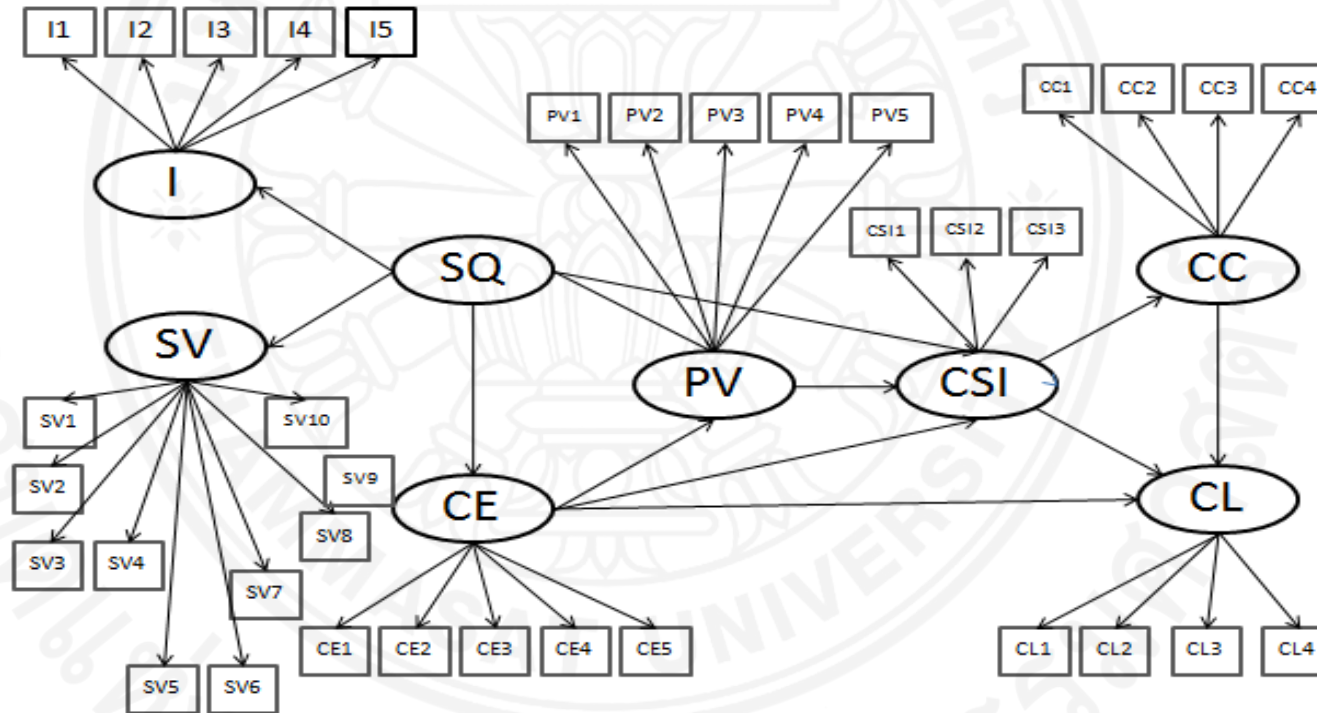 I1 I2 I3 I4 I5
PV1 PV2 PV3 PV4 PV5
CC1 CC2 CC3 CC4
I
CSI1 CSI2 CSI3
SQ
CC
SV
PV
CSI
SV1
SV10
SV2
SV9
CE
CL
SV3
SV4
SV8
SV7
CE1 CE2 CE3 CE4 CE5
CL1 CL2 CL3 CL4
SV5 SV6
THAMMASAT UNIVERSITY